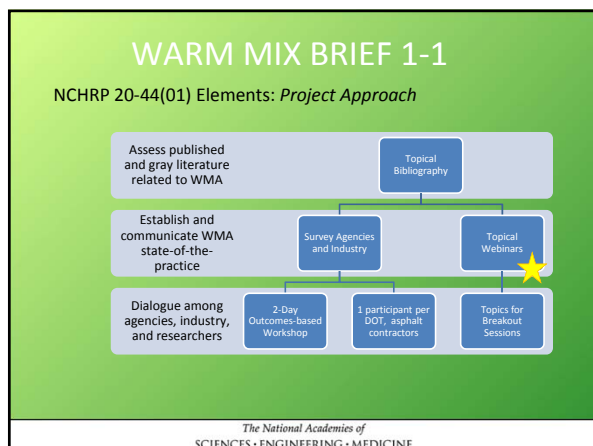 WARM MIX BRIEF 1-1
NCHRP 20-44(01) Elements: Project Approach
Assess published
and gray literature
related to WMA
Topical
Bibliography
Establish and
communicate WMA
state-of-the-
practice
Survey Agencies
and Industry
Topical
Webinars
Dialogue among
agencies, industry,
and researchers
2-Day
Outcomes-based
Workshop
1 participant per
DOT, asphalt
contractors
Topics for
Breakout
Sessions
The National Academies of
SCIENCES • ENGINEERING • MEDICINE